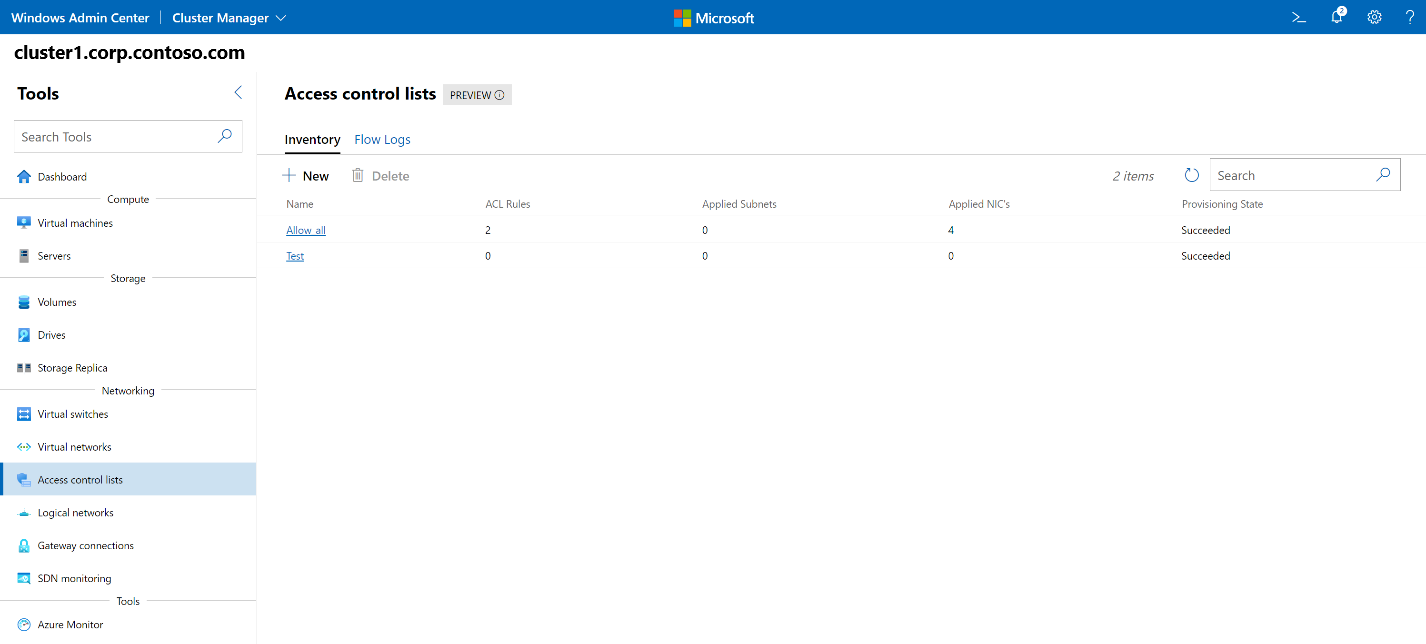 Windows Admin Center | Cluster Manager
Microsoft
2
?
cluster1.corp.contoso.com
Tools
Search Tools
Dashboard
Compute
Virtual machines
Servers
Storage
Volumes
Drives
Storage Replica
Networking
Virtual switches
Virtual networks
Access control lists
Logical networks
Gateway connections
SDN monitoring
Tools
Azure Monitor
Access control lists PREVIEW
Inventory Flow Logs
New Delete 2 items Search
Name ACL Rules Applied Subnets Applied NIC's Provisioning State
Allow_all 2 0 4 Succeeded
Test 0 0 0 Succeeded